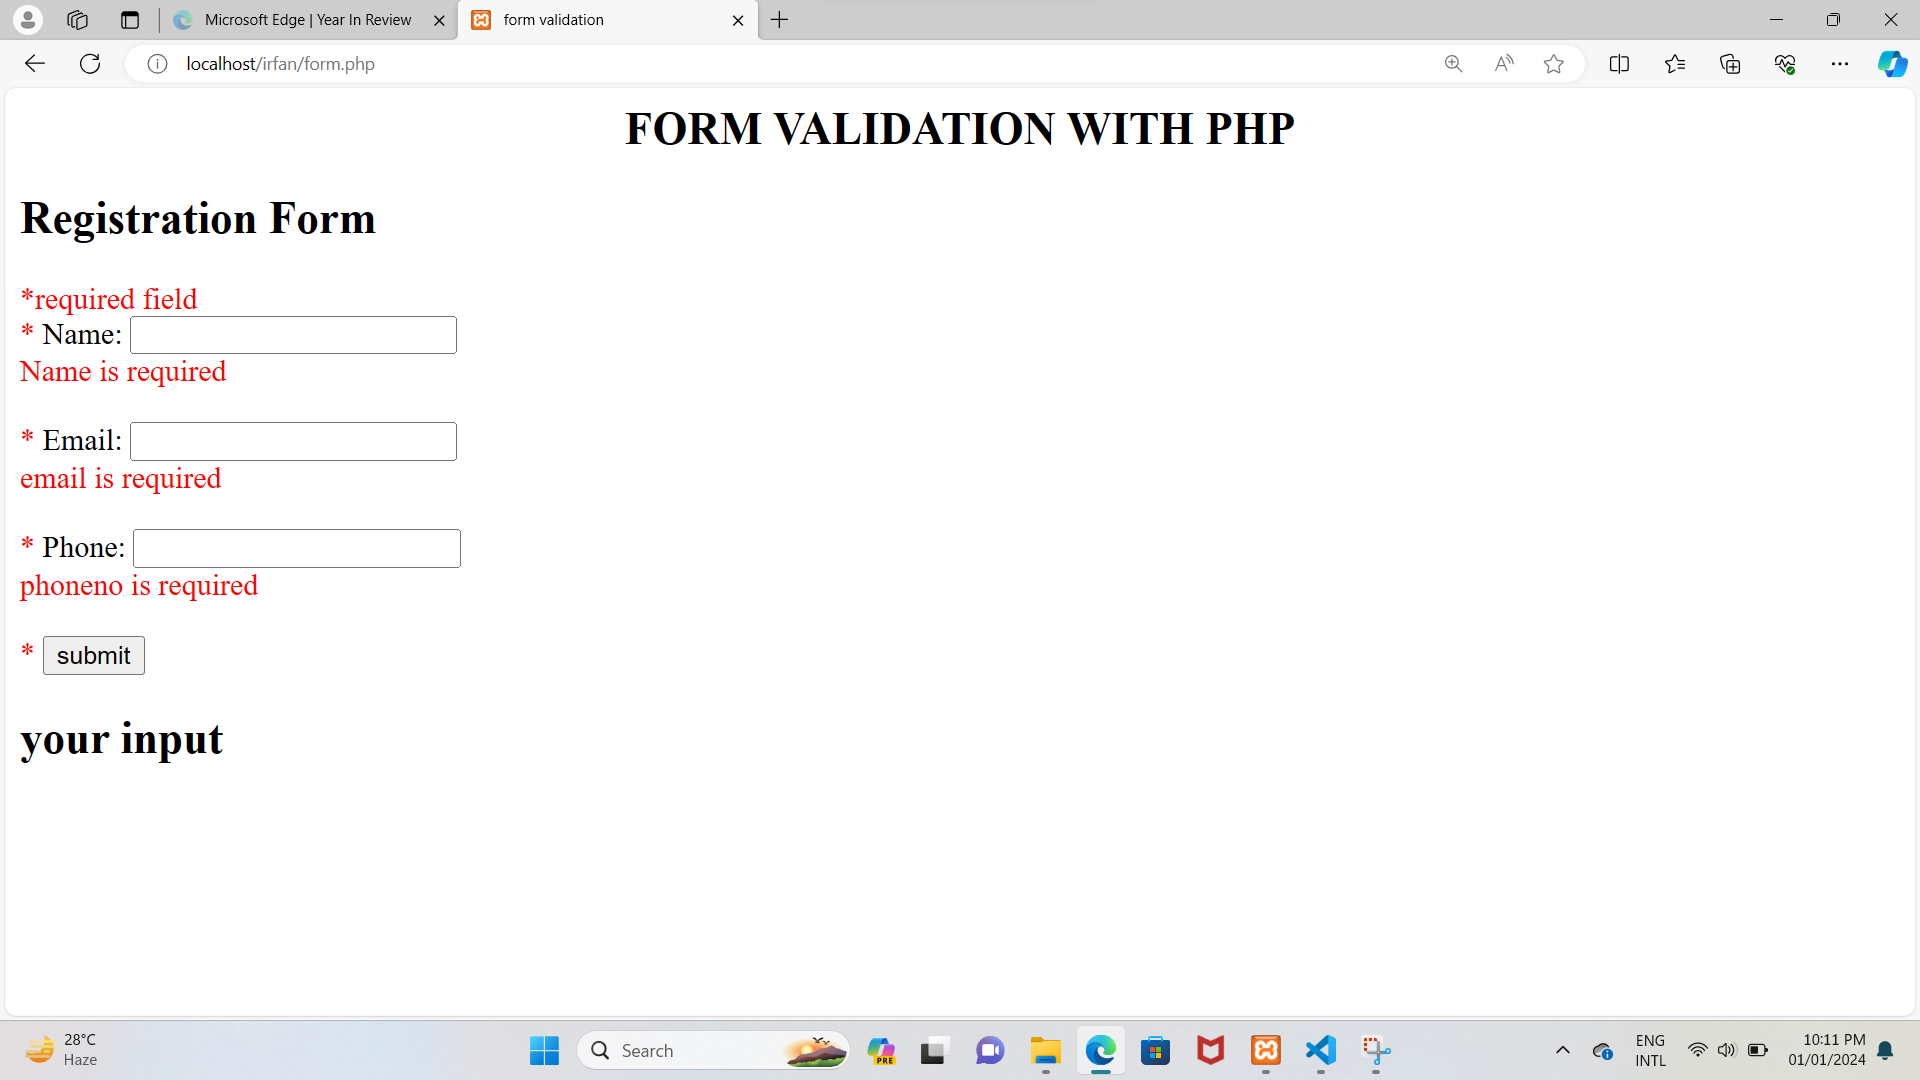 Microsoft Edge | Year In Review
form validation
localhost/irfan/form.php
FORM VALIDATION WITH PHP
Registration Form
*required field
* Name:
Name is required
* Email:
email is required
* Phone:
phoneno is required
* submit
your input
28°C
Haze
Search
PRE
ENG
INTL
10:11 PM
01/01/2024